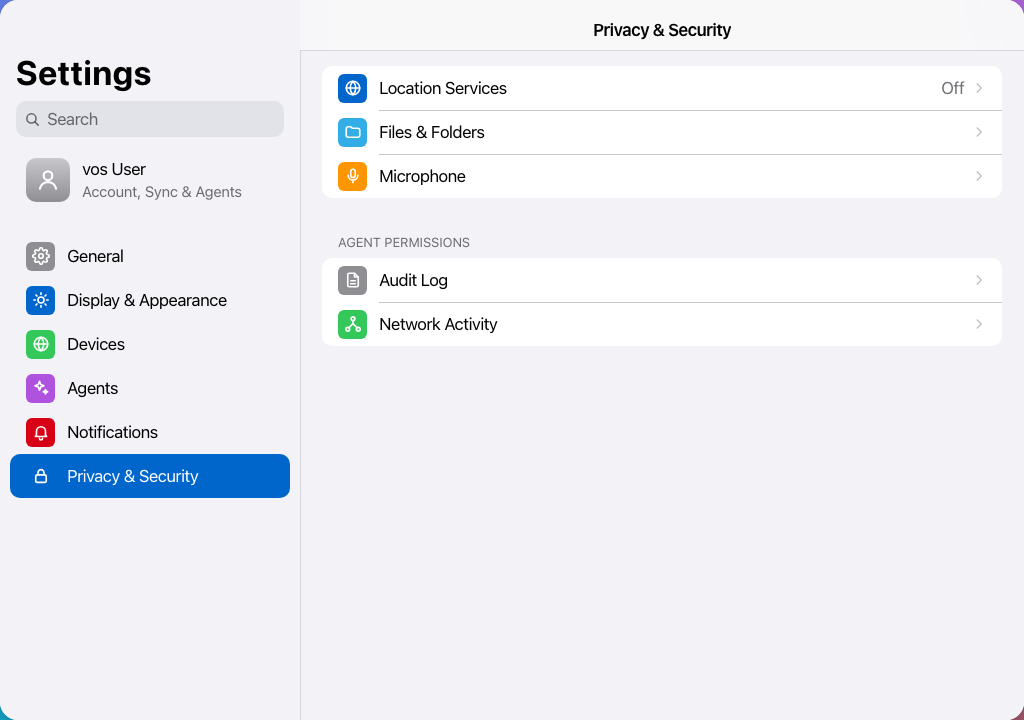 Settings
Search
vos User
Account, Sync & Agents
General
Display & Appearance
Devices
Agents
Notifications
Privacy & Security
Privacy & Security
Location Services Off
Files & Folders
Microphone
AGENT PERMISSIONS
Audit Log
Network Activity